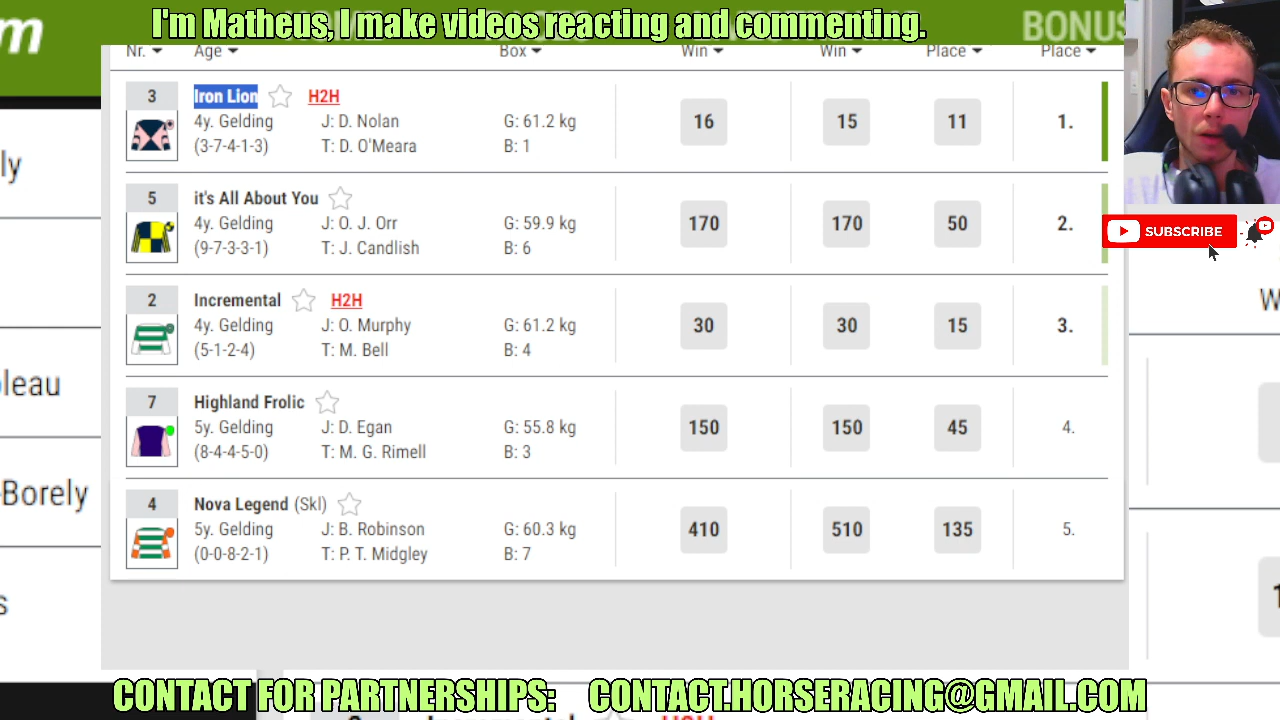 I'm Matheus, I make videos reacting and commenting.
m
BONUS
Nr. Age Box Win Win Place Place
3 Iron Lion H2H
4y. Gelding J: D. Nolan G: 61.2 kg 16 15 11 1.
(3-7-4-1-3) T: D. O'Meara B: 1
5 it's All About You
4y. Gelding J: O. J. Orr G: 59.9 kg 170 170 50 2.
(9-7-3-3-1) T: J. Candlish B: 6
SUBSCRIBE
2 Incremental H2H
4y. Gelding J: O. Murphy G: 61.2 kg 30 30 15 3.
(5-1-2-4) T: M. Bell B: 4
7 Highland Frolic
5y. Gelding J: D. Egan G: 55.8 kg 150 150 45 4.
(8-4-4-5-0) T: M. G. Rimell B: 3
4 Nova Legend (Skl)
5y. Gelding J: B. Robinson G: 60.3 kg 410 510 135 5.
(0-0-8-2-1) T: P. T. Midgley B: 7
ly
leau
-Borely
s
W
CONTACT FOR PARTNERSHIPS: CONTACT.HORSERACING@GMAIL.COM